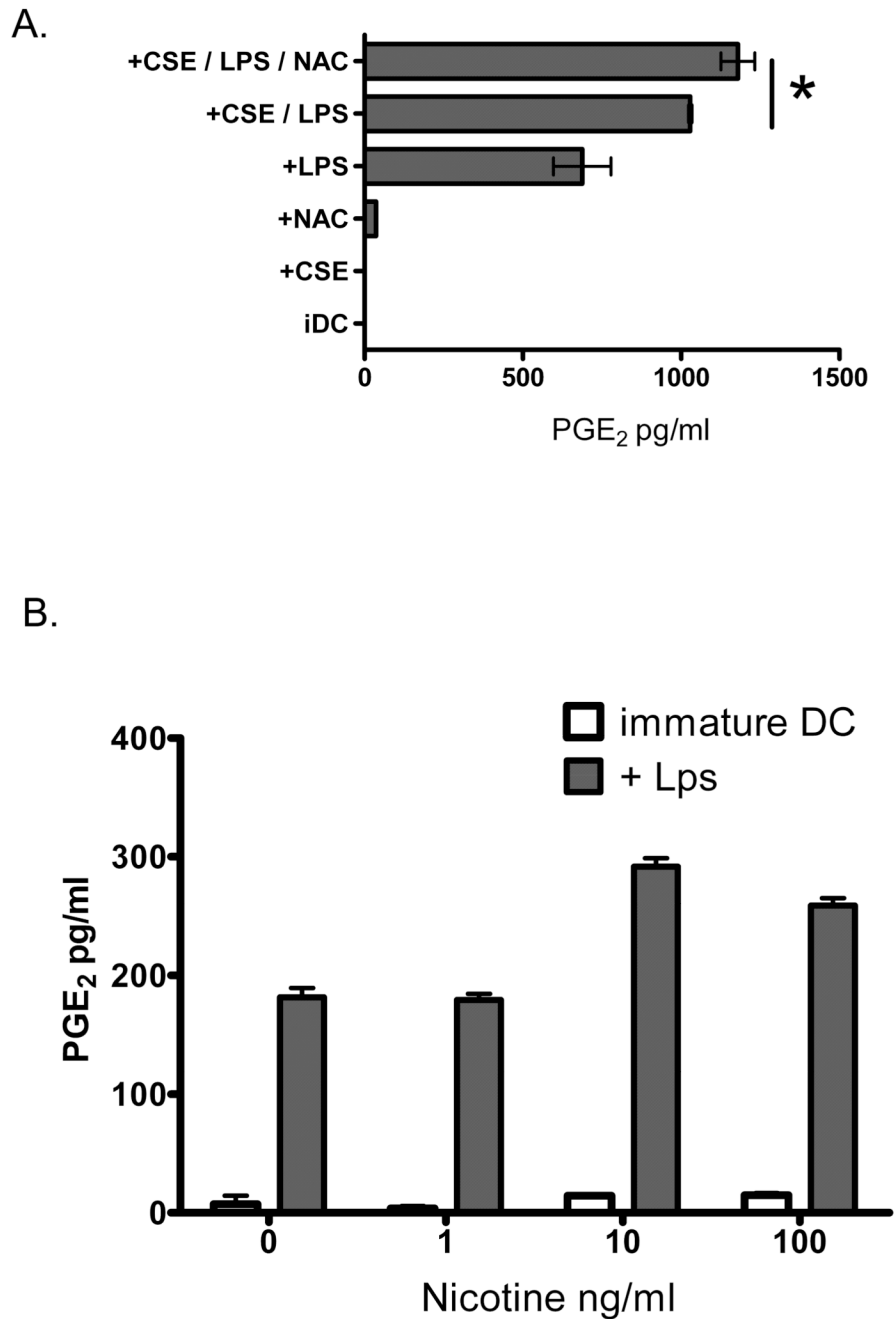 A.
+CSE / LPS / NAC
+CSE / LPS
*
+LPS
+NAC
+CSE
iDC
0 500 1000 1500
PGE₂ pg/ml
B.
immature DC
+ Lps
400
300
200
100
0
PGE₂ pg/ml
0 1 10 100
Nicotine ng/ml